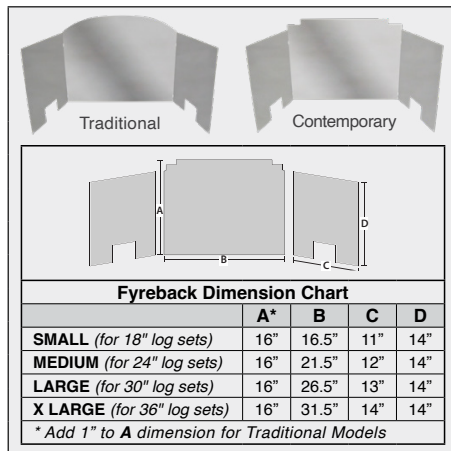 Traditional
Contemporary
A
B
C
D
Fyreback Dimension Chart
A* B C D
SMALL (for 18" log sets) 16” 16.5” 11” 14”
MEDIUM (for 24" log sets) 16” 21.5” 12” 14”
LARGE (for 30" log sets) 16” 26.5” 13” 14”
X LARGE (for 36" log sets) 16” 31.5” 14” 14”
* Add 1” to A dimension for Traditional Models